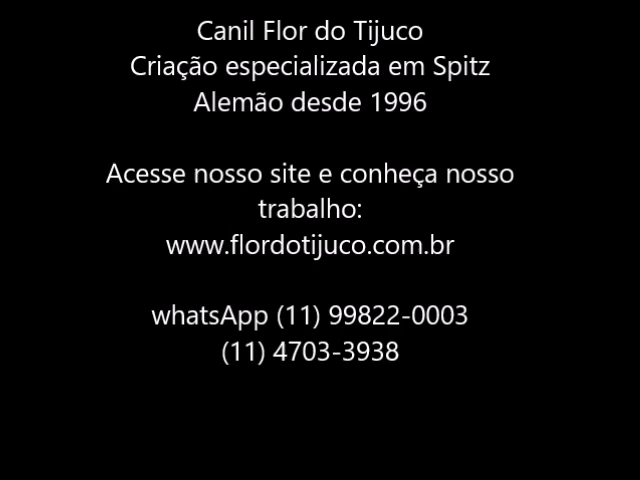 Canil Flor do Tijuco
Criação especializada em Spitz
Alemão desde 1996
Acesse nosso site e conheça nosso
trabalho:
www.flordotijuco.com.br
whatsApp (11) 99822-0003
(11) 4703-3938